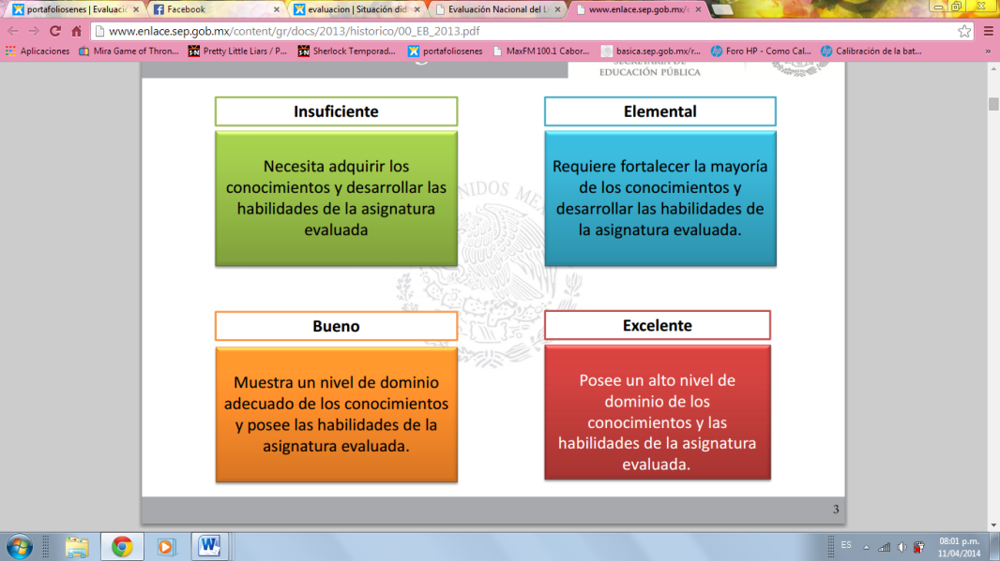 portafoliosenes | Evaluacic
Facebook
evaluacion | Situación did
Evaluación Nacional del L
www.enlace.sep.gob.mx/
www.enlace.sep.gob.mx/content/gr/docs/2013/historico/00_EB_2013.pdf
Aplicaciones
Mira Game of Thron...
Pretty Little Liars / P...
Sherlock Temporad...
portafoliosenes
MaxFM 100.1 Cabor...
basica.sep.gob.mx/r...
Foro HP - Como Cal...
Calibración de la bat...
»
EDUCACIÓN PÚBLICA
Insuficiente
Necesita adquirir los
conocimientos y desarrollar las
habilidades de la asignatura
evaluada
Elemental
Requiere fortalecer la mayoría
de los conocimientos y
desarrollar las habilidades de
la asignatura evaluada.
Bueno
Muestra un nivel de dominio
adecuado de los conocimientos
y posee las habilidades de la
asignatura evaluada.
Excelente
Posee un alto nivel de
dominio de los
conocimientos y las
habilidades de la asignatura
evaluada.
3
ES
08:01 p.m.
11/04/2014